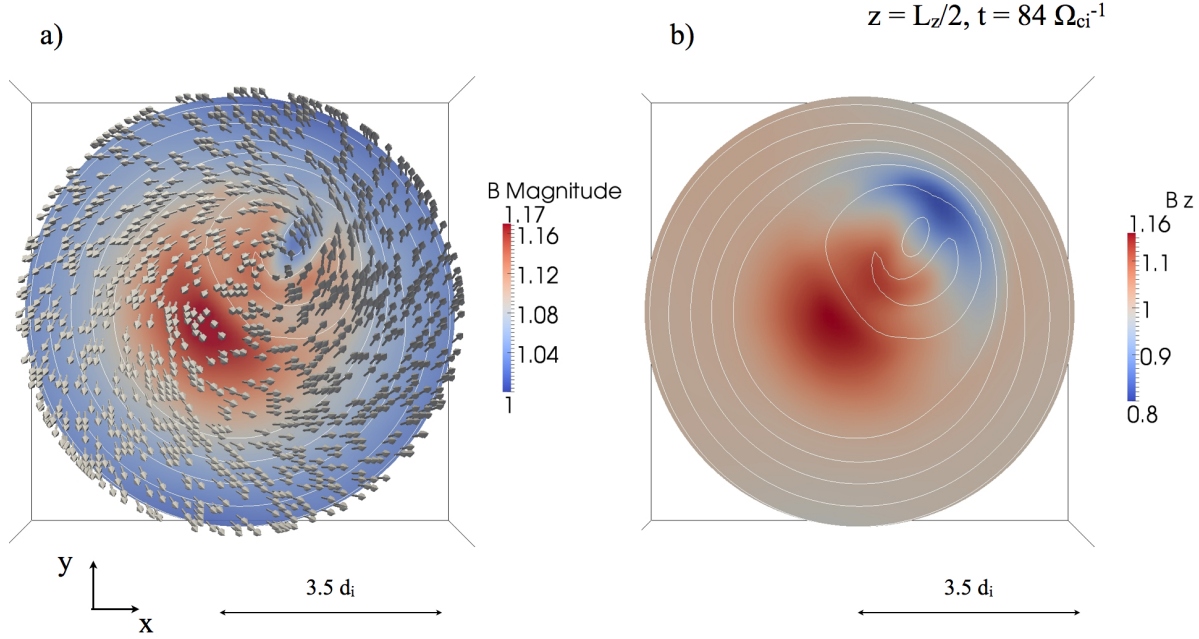 z = Lz/2, t = 84 Ωci-1
a)
b)
B Magnitude
1.17
1.16
1.12
1.08
1.04
1
B z
1.16
1.1
1
0.9
0.8
y
x
3.5 di
3.5 di